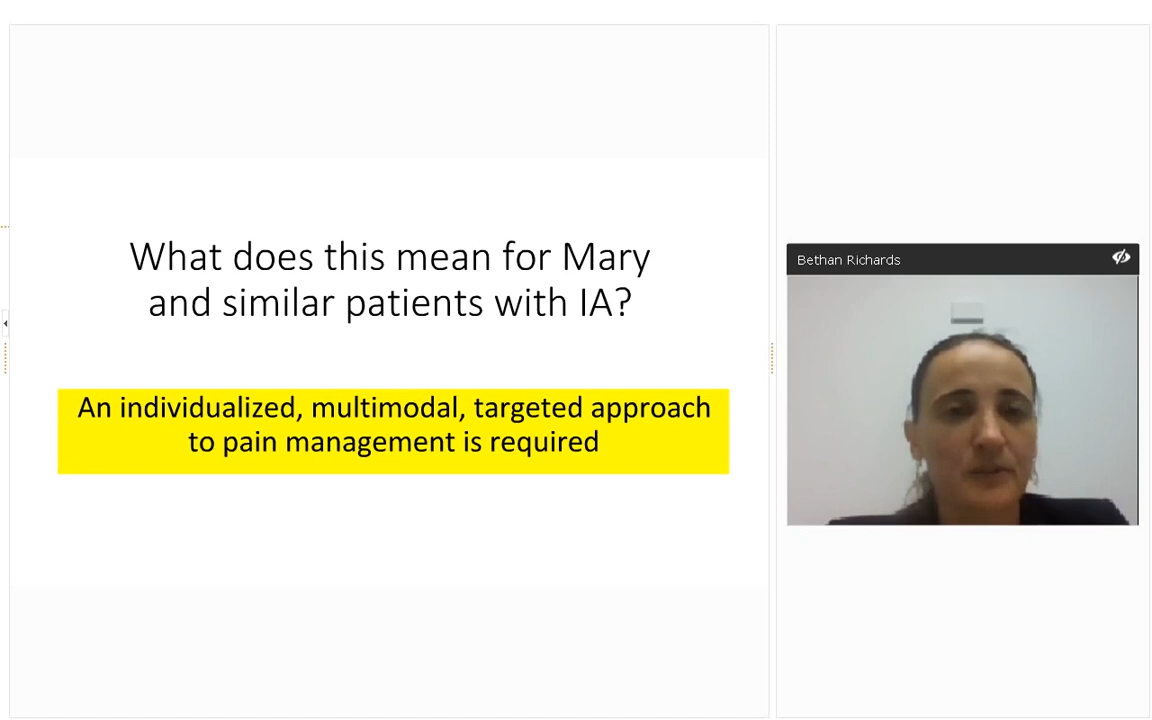 What does this mean for Mary
and similar patients with IA?
An individualized, multimodal, targeted approach
to pain management is required
Bethan Richards